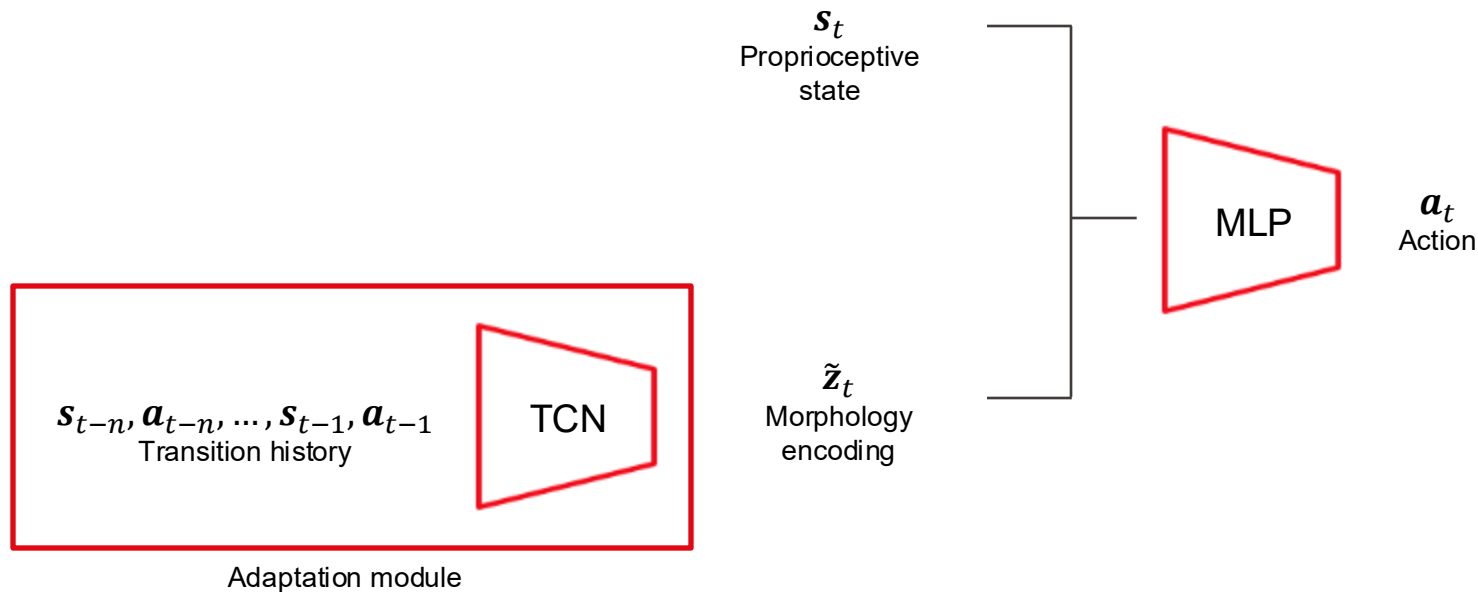 s_t
Proprioceptive
state
MLP
a_t
Action
s_{t−n}, a_{t−n}, ... , s_{t−1}, a_{t−1}
Transition history
TCN
z̃_t
Morphology
encoding
Adaptation module